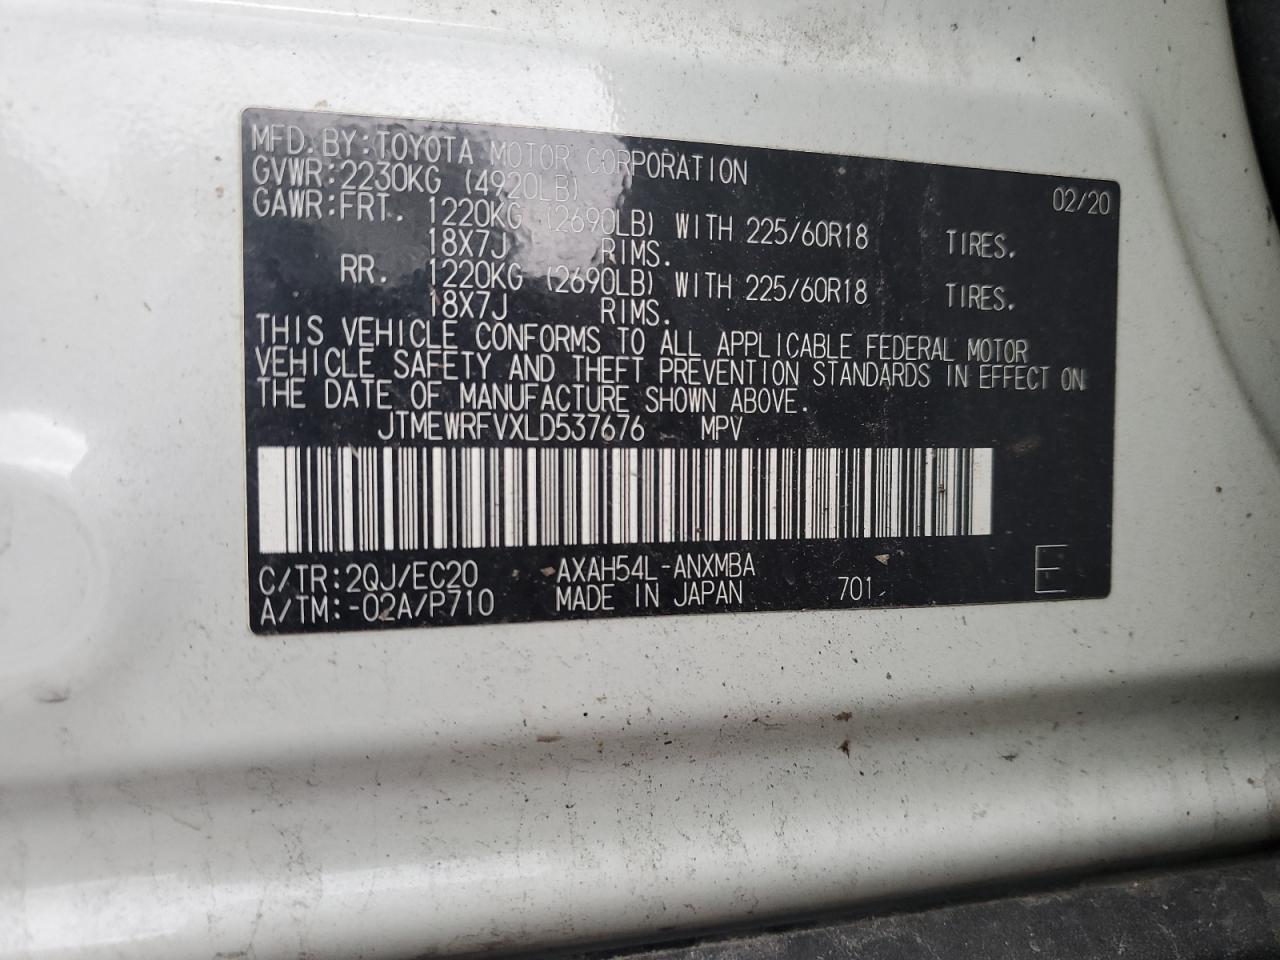 MFD. BY:TOYOTA MOTOR CORPORATION 02/20
GVWR:2230KG (4920LB)
GAWR:FRT. 1220KG (2690LB) WITH 225/60R18 TIRES.
18X7J RIMS.
RR. 1220KG (2690LB) WITH 225/60R18 TIRES.
18X7J RIMS.
THIS VEHICLE CONFORMS TO ALL APPLICABLE FEDERAL MOTOR
VEHICLE SAFETY AND THEFT PREVENTION STANDARDS IN EFFECT ON
THE DATE OF MANUFACTURE SHOWN ABOVE.
JTMEWRFVXLD537676 MPV
C/TR:2QJ/EC20 AXAH54L-ANXMBA
A/TM:-02A/P710 MADE IN JAPAN 701 E